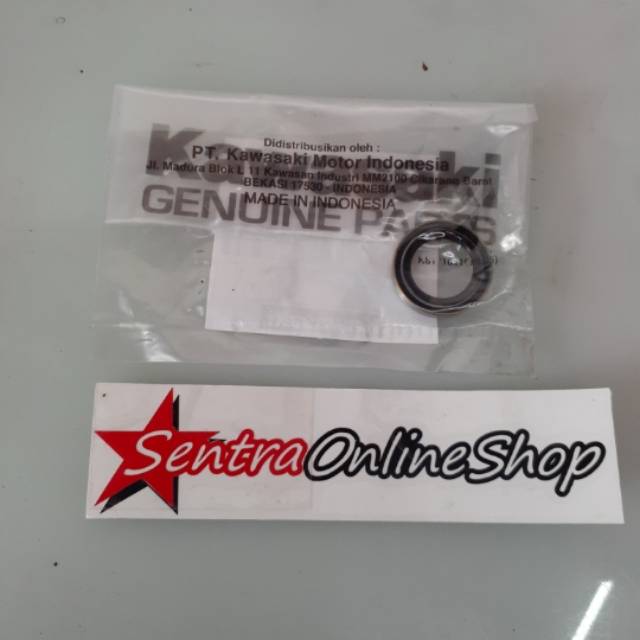 Didistribusikan oleh :
PT. Kawasaki Motor Indonesia
Jl. Madura Blok L 11 Kawasan Industri MM2100 Cikarang Barat
BEKASI 17530 - INDONESIA
MADE IN INDONESIA
Kawasaki
GENUINE PARTS
SentraOnlineShop